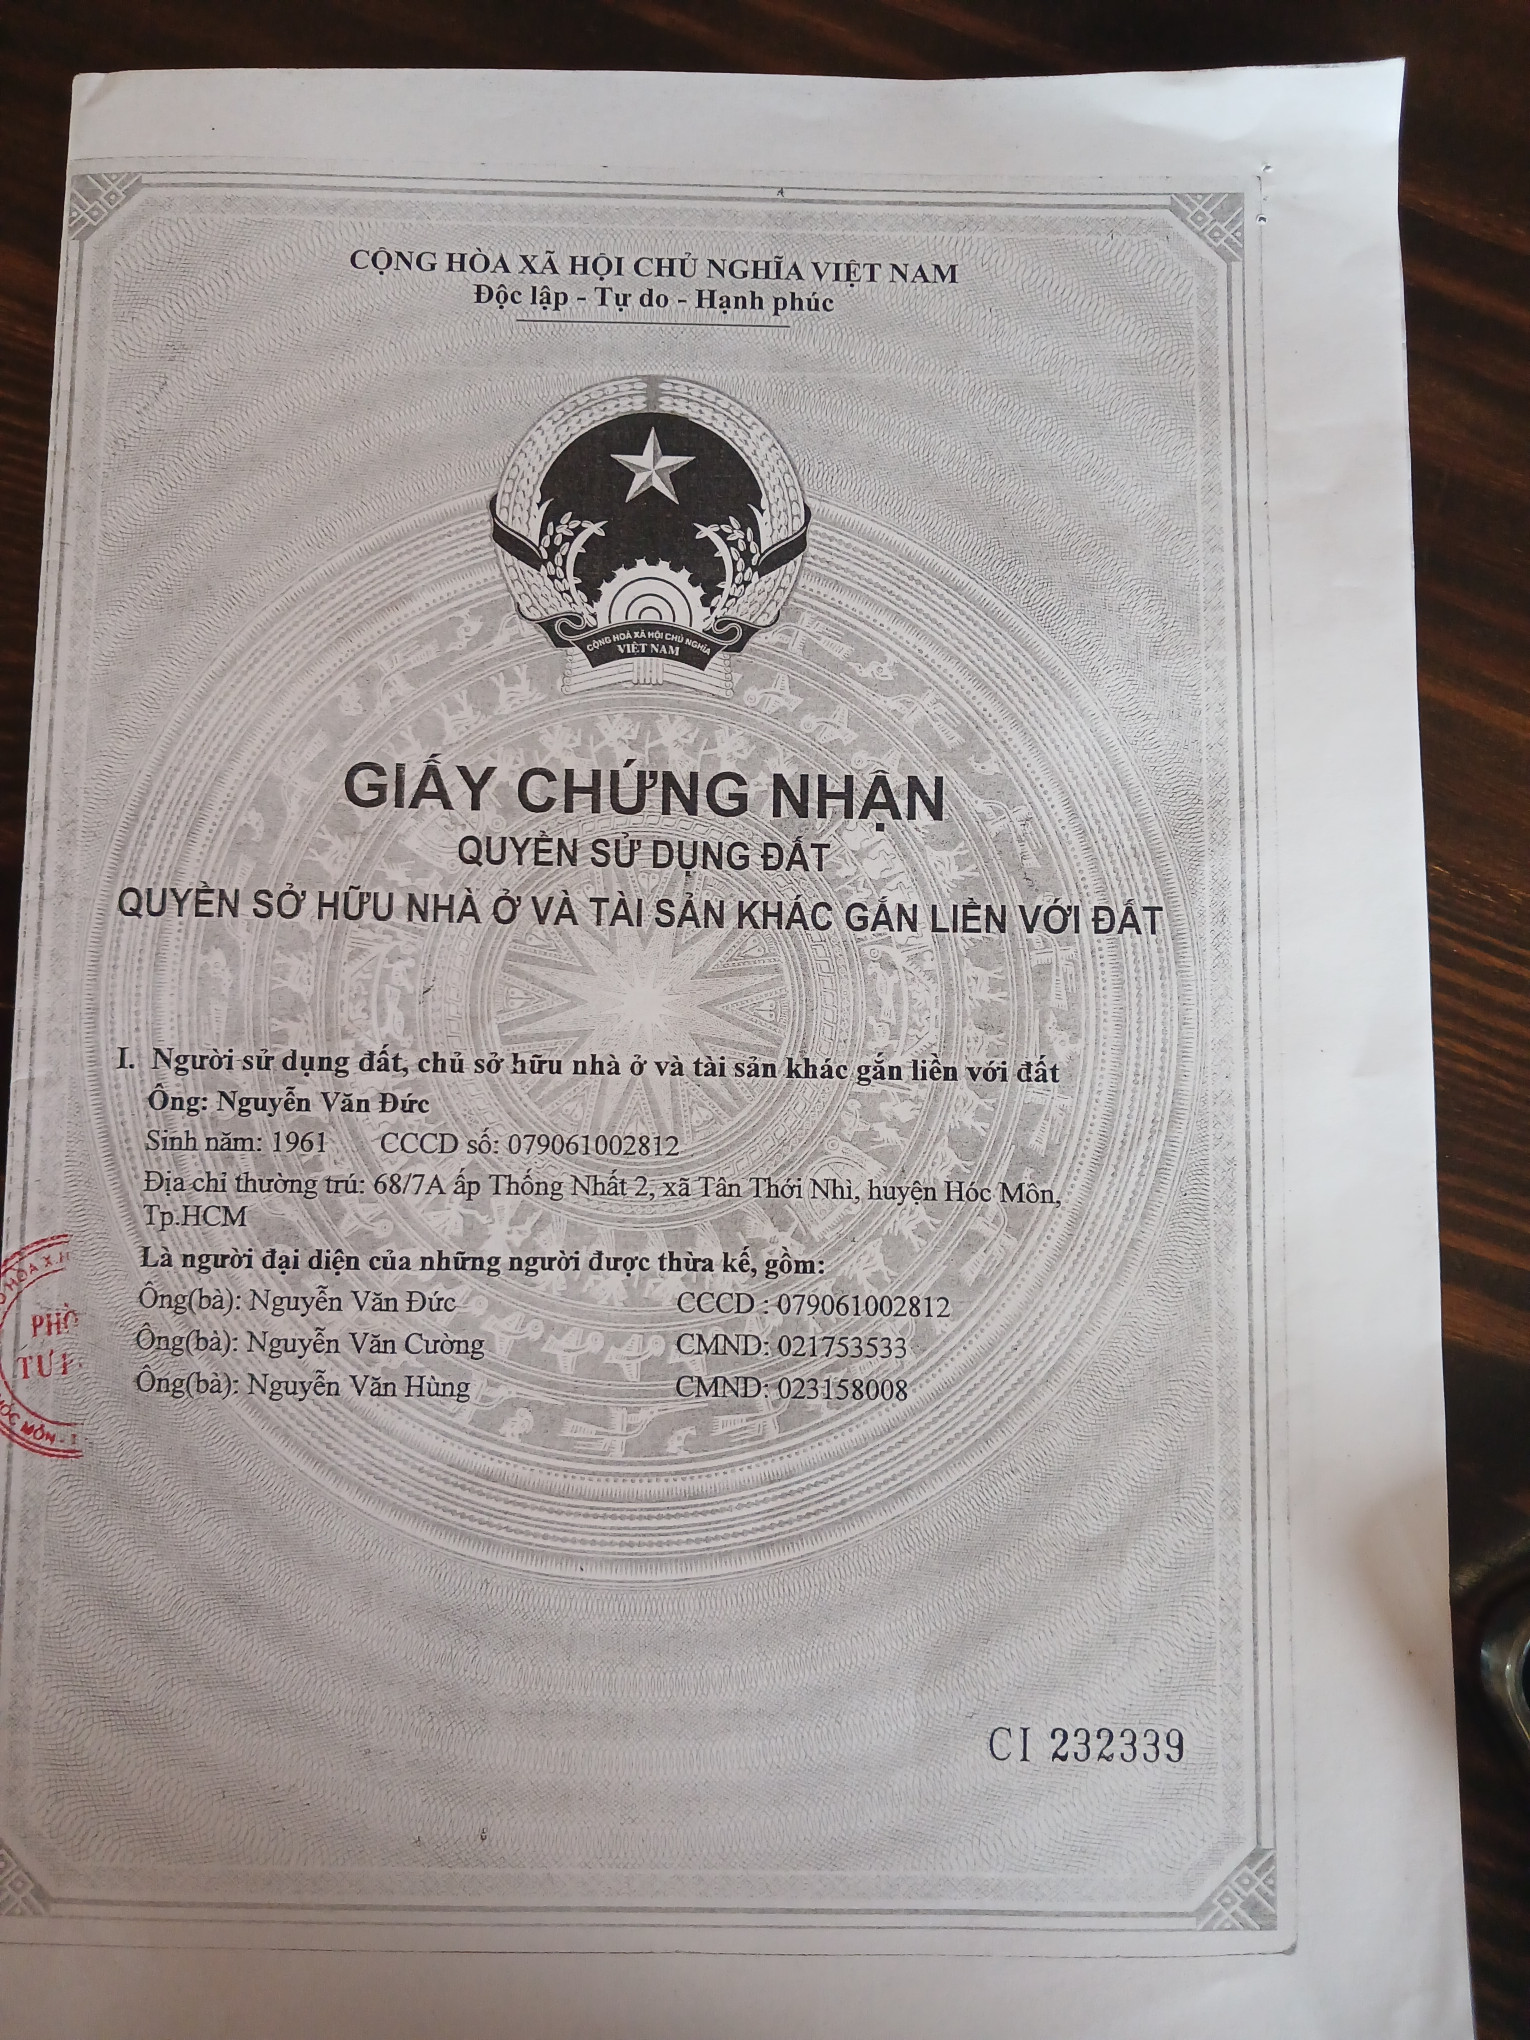 CỘNG HÒA XÃ HỘI CHỦ NGHĨA VIỆT NAM
Độc lập - Tự do - Hạnh phúc
CỘNG HOÀ XÃ HỘI CHỦ NGHĨA
VIỆT NAM
GIẤY CHỨNG NHẬN
QUYỀN SỬ DỤNG ĐẤT
QUYỀN SỞ HỮU NHÀ Ở VÀ TÀI SẢN KHÁC GẮN LIỀN VỚI ĐẤT
I. Người sử dụng đất, chủ sở hữu nhà ở và tài sản khác gắn liền với đất
Ông: Nguyễn Văn Đức
Sinh năm: 1961 CCCD số: 079061002812
Địa chỉ thường trú: 68/7A ấp Thống Nhất 2, xã Tân Thới Nhì, huyện Hóc Môn,
Tp.HCM
Là người đại diện của những người được thừa kế, gồm:
Ông(bà): Nguyễn Văn Đức CCCD : 079061002812
Ông(bà): Nguyễn Văn Cường CMND: 021753533
Ông(bà): Nguyễn Văn Hùng CMND: 023158008
HÒA X.H
PHÒ
TƯ P
HÓC MÔN - T
CI 232339